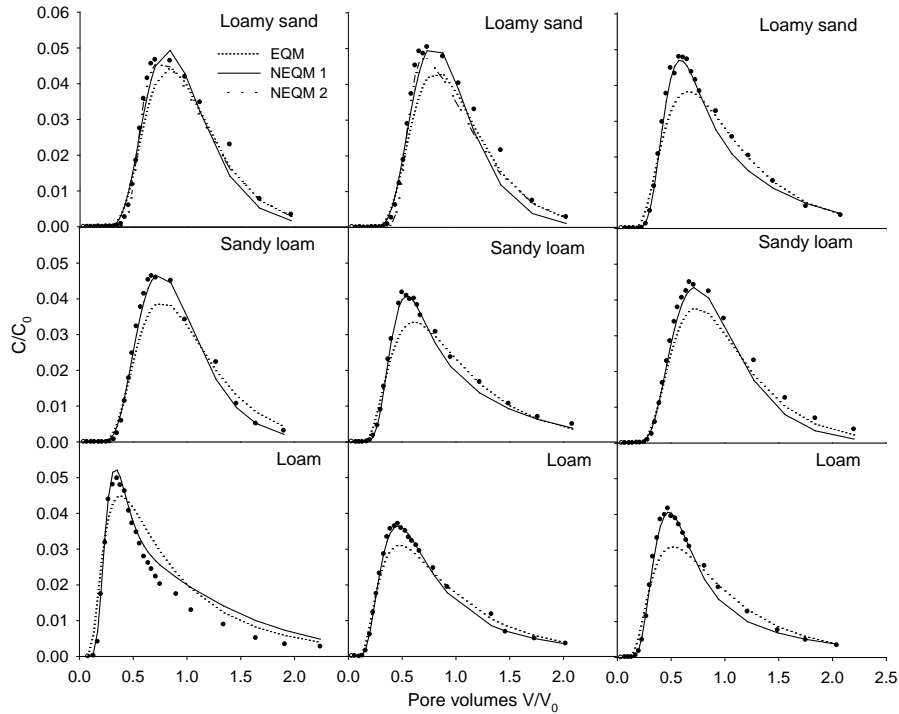 Loamy sand
EQM
NEQM 1
NEQM 2
Loamy sand
Loamy sand
0.06
0.05
0.04
0.03
0.02
0.01
0.00
Sandy loam
Sandy loam
Sandy loam
0.05
0.04
0.03
0.02
0.01
0.00
C/C0
Loam
Loam
Loam
0.05
0.04
0.03
0.02
0.01
0.00
0.0 0.5 1.0 1.5 2.0 0.0 0.5 1.0 1.5 2.0 0.0 0.5 1.0 1.5 2.0 2.5
Pore volumes V/V0